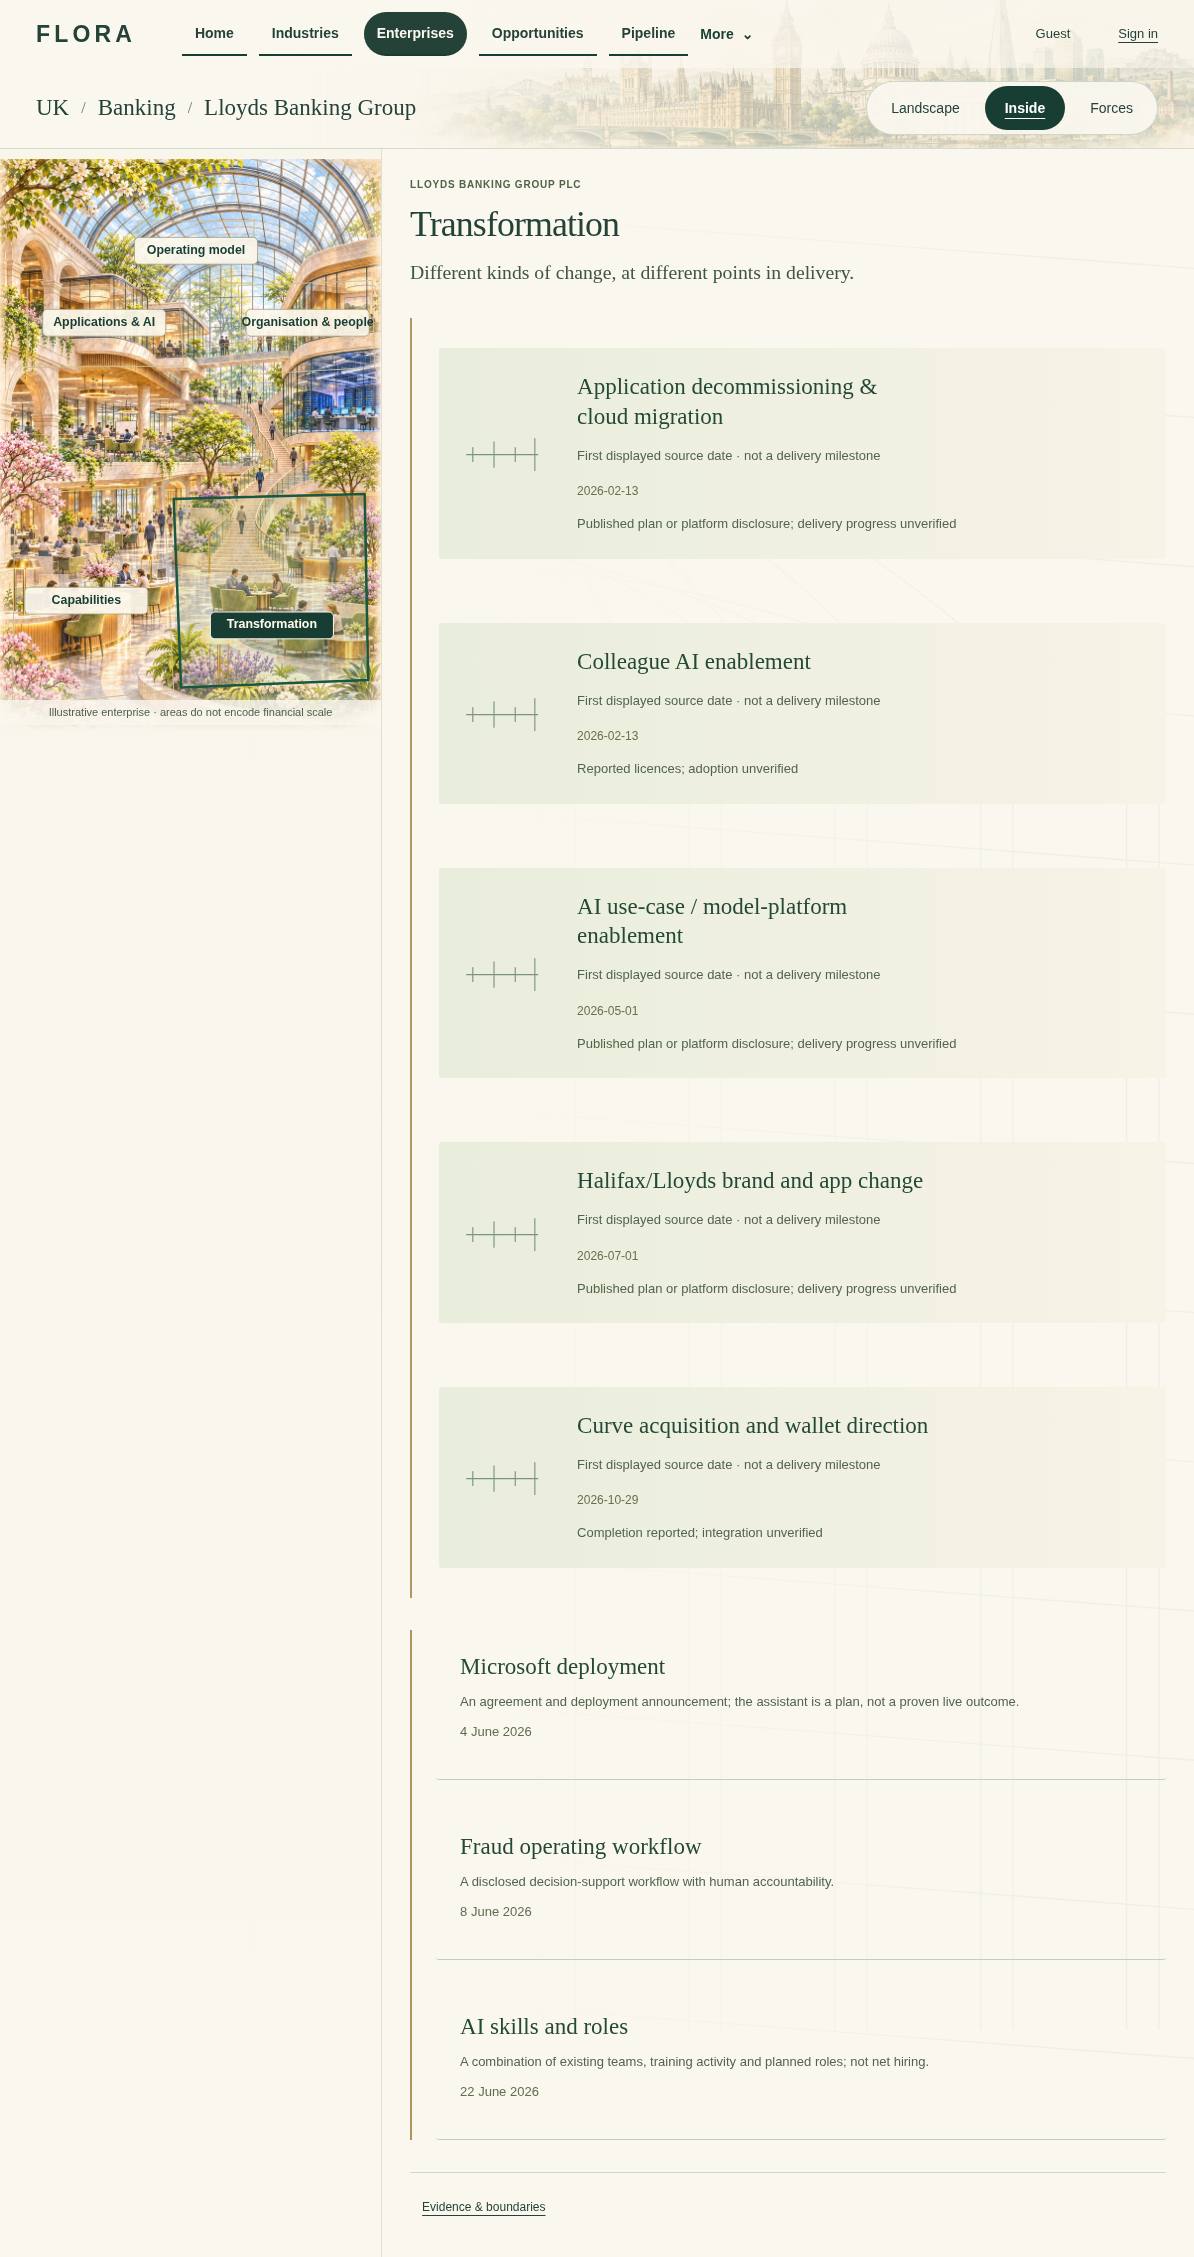 FLORA
Home
Industries
Enterprises
Opportunities
Pipeline
More
Guest
Sign in
UK / Banking / Lloyds Banking Group
Landscape
Inside
Forces
Operating model
Applications & AI
Organisation & people
Capabilities
Transformation
Illustrative enterprise · areas do not encode financial scale
LLOYDS BANKING GROUP PLC
Transformation
Different kinds of change, at different points in delivery.
Application decommissioning &
cloud migration
First displayed source date · not a delivery milestone
2026-02-13
Published plan or platform disclosure; delivery progress unverified
Colleague AI enablement
First displayed source date · not a delivery milestone
2026-02-13
Reported licences; adoption unverified
AI use-case / model-platform
enablement
First displayed source date · not a delivery milestone
2026-05-01
Published plan or platform disclosure; delivery progress unverified
Halifax/Lloyds brand and app change
First displayed source date · not a delivery milestone
2026-07-01
Published plan or platform disclosure; delivery progress unverified
Curve acquisition and wallet direction
First displayed source date · not a delivery milestone
2026-10-29
Completion reported; integration unverified
Microsoft deployment
An agreement and deployment announcement; the assistant is a plan, not a proven live outcome.
4 June 2026
Fraud operating workflow
A disclosed decision-support workflow with human accountability.
8 June 2026
AI skills and roles
A combination of existing teams, training activity and planned roles; not net hiring.
22 June 2026
Evidence & boundaries